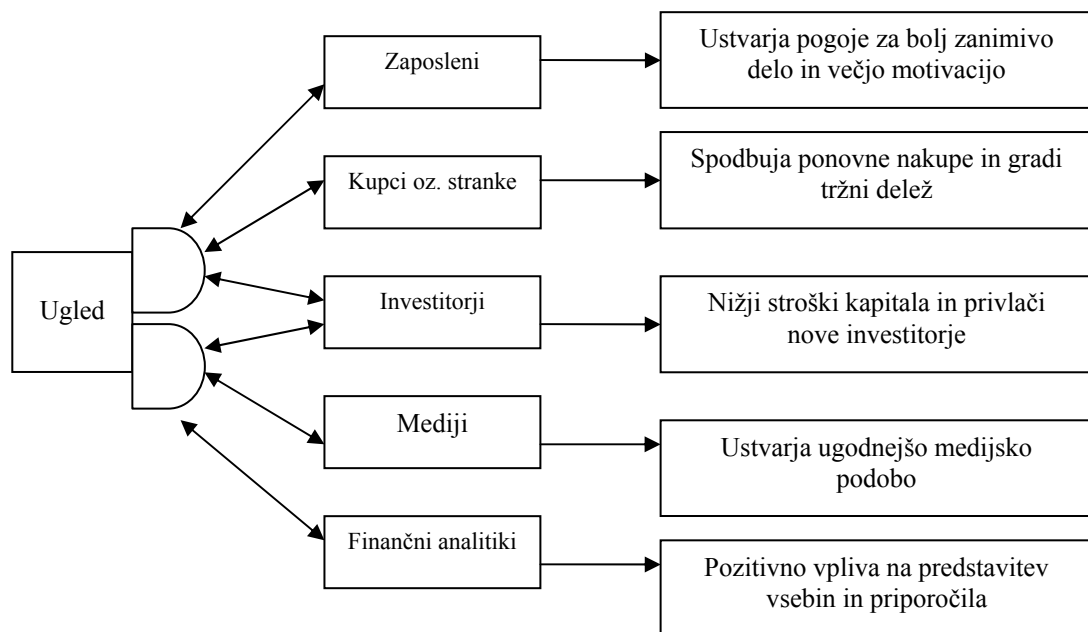 Ugled
Zaposleni
Ustvarja pogoje za bolj zanimivo
delo in večjo motivacijo
Kupci oz. stranke
Spodbuja ponovne nakupe in gradi
tržni delež
Investitorji
Nižji stroški kapitala in privlači
nove investitorje
Mediji
Ustvarja ugodnejšo medijsko
podobo
Finančni analitiki
Pozitivno vpliva na predstavitev
vsebin in priporočila